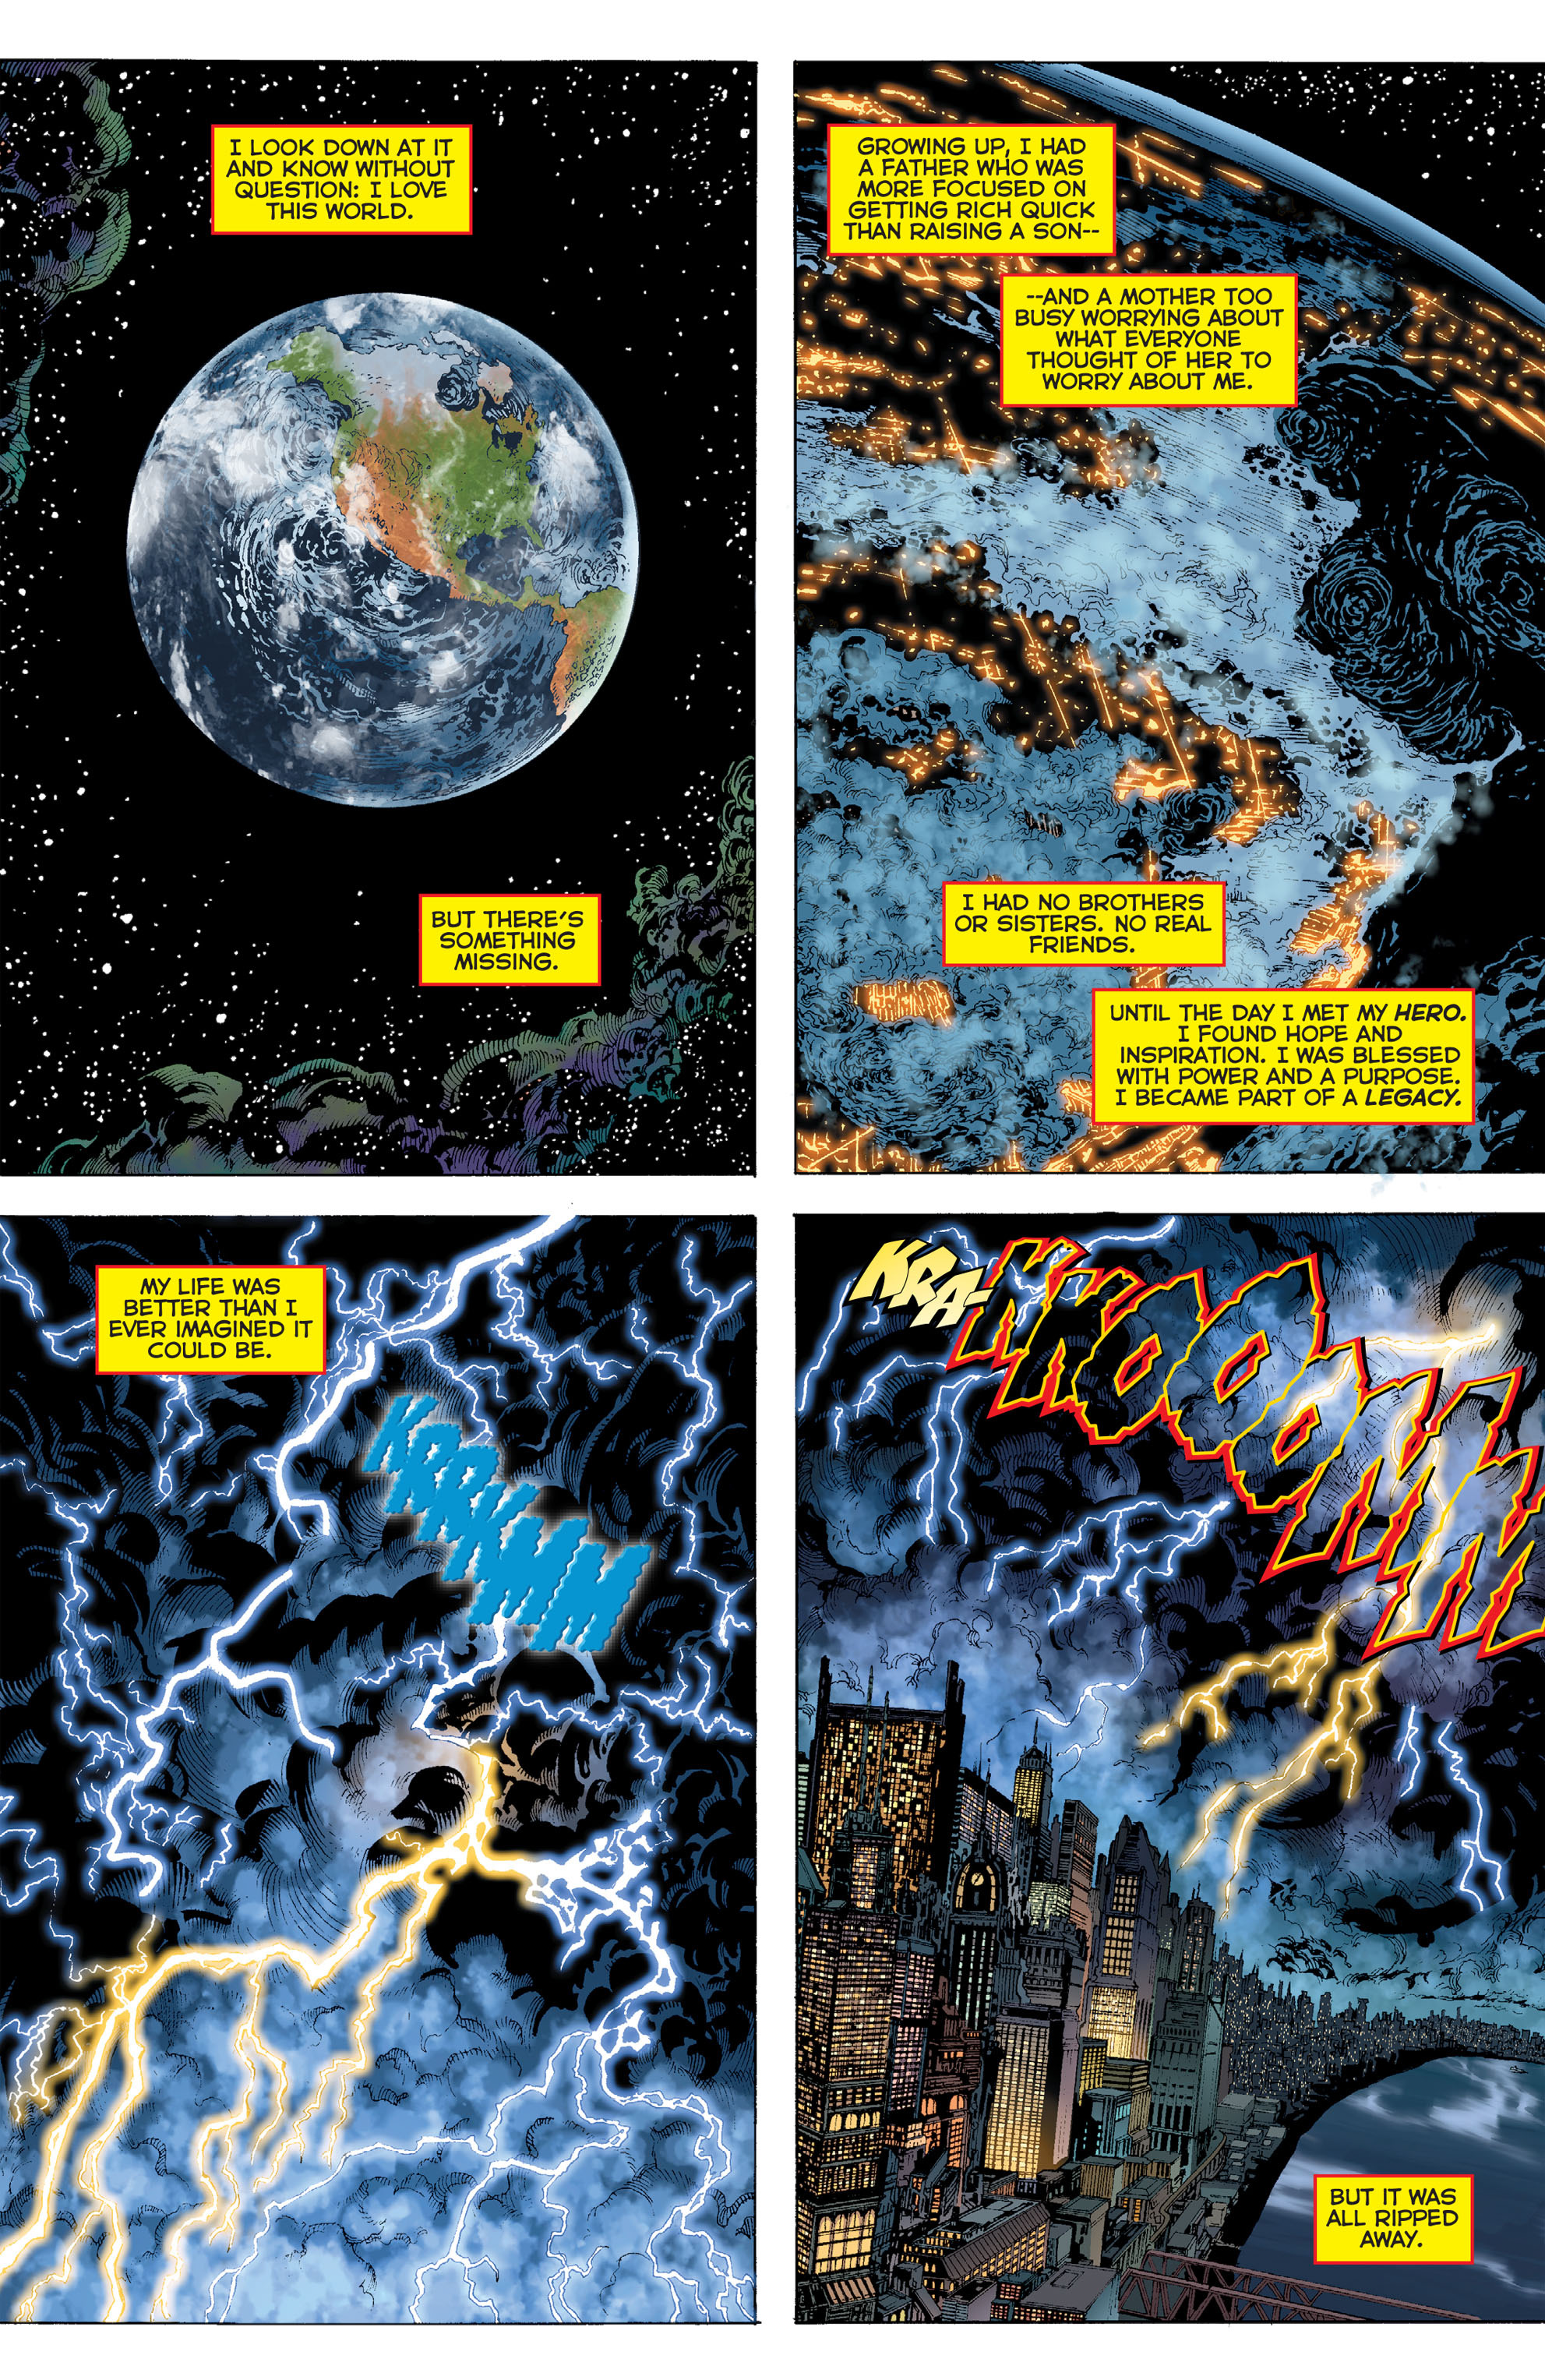 I LOOK DOWN AT IT
AND KNOW WITHOUT
QUESTION: I LOVE
THIS WORLD.
BUT THERE'S
SOMETHING
MISSING.
GROWING UP, I HAD
A FATHER WHO WAS
MORE FOCUSED ON
GETTING RICH QUICK
THAN RAISING A SON--
--AND A MOTHER TOO
BUSY WORRYING ABOUT
WHAT EVERYONE
THOUGHT OF HER TO
WORRY ABOUT ME.
I HAD NO BROTHERS
OR SISTERS. NO REAL
FRIENDS.
UNTIL THE DAY I MET MY HERO.
I FOUND HOPE AND
INSPIRATION. I WAS BLESSED
WITH POWER AND A PURPOSE.
I BECAME PART OF A LEGACY.
MY LIFE WAS
BETTER THAN I
EVER IMAGINED IT
COULD BE.
KRRKMM
KRA-KKOOOMMM
BUT IT WAS
ALL RIPPED
AWAY.